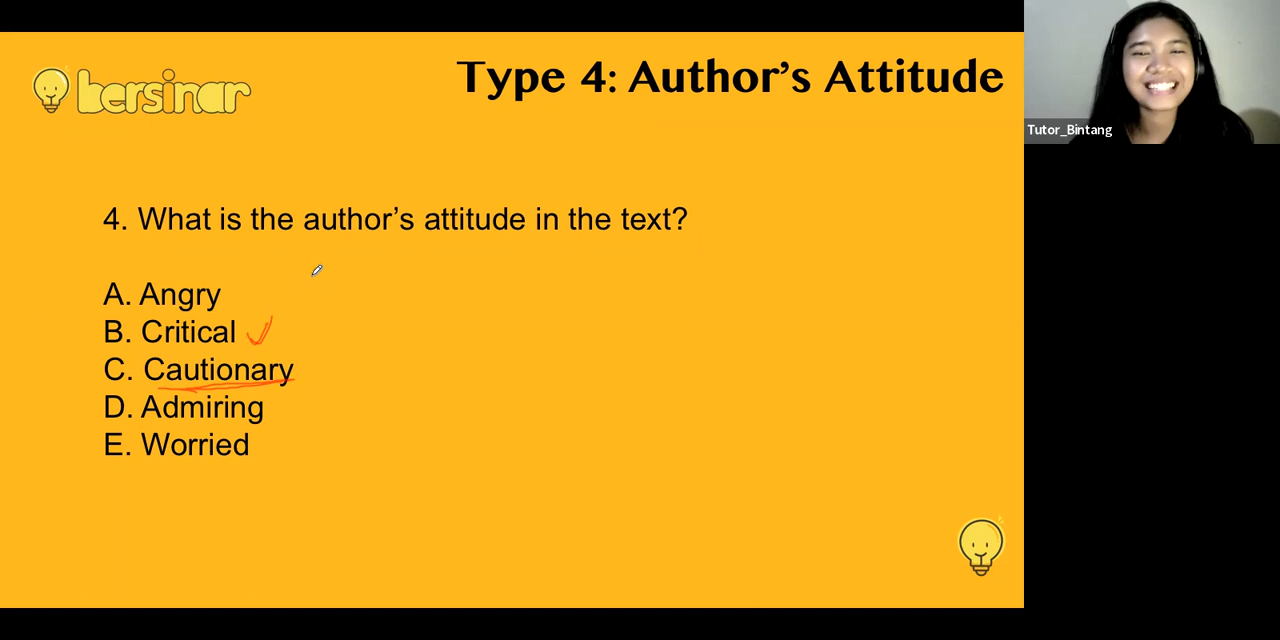 bersinar
Type 4: Author's Attitude
Tutor_Bintang
4. What is the author's attitude in the text?
A. Angry
B. Critical
C. Cautionary
D. Admiring
E. Worried